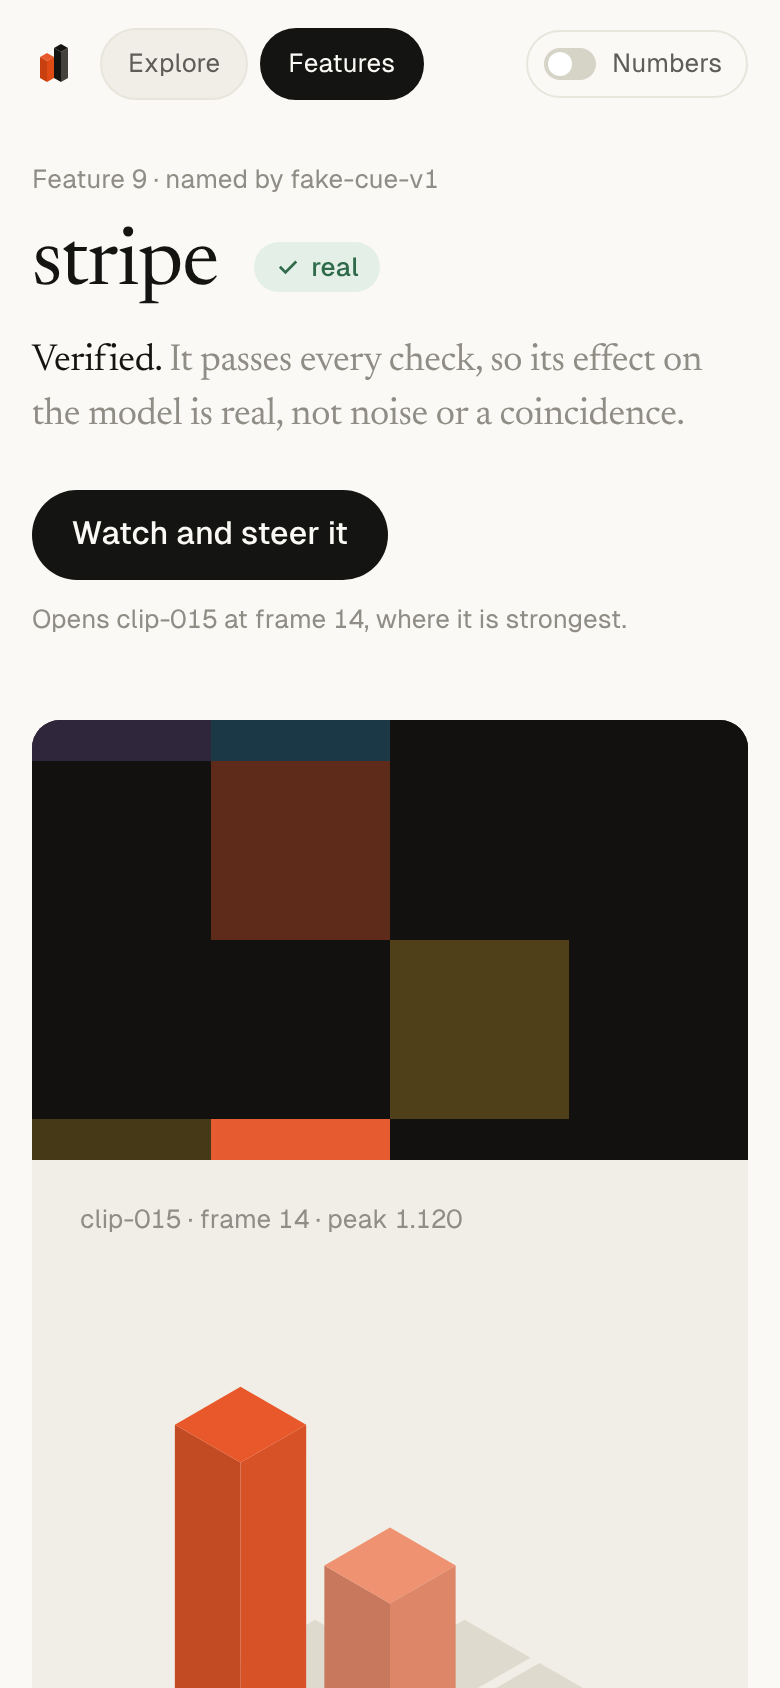 Explore
Features
Numbers
Feature 9 · named by fake-cue-v1
stripe
real
Verified. It passes every check, so its effect on
the model is real, not noise or a coincidence.
Watch and steer it
Opens clip-015 at frame 14, where it is strongest.
clip-015 · frame 14 · peak 1.120